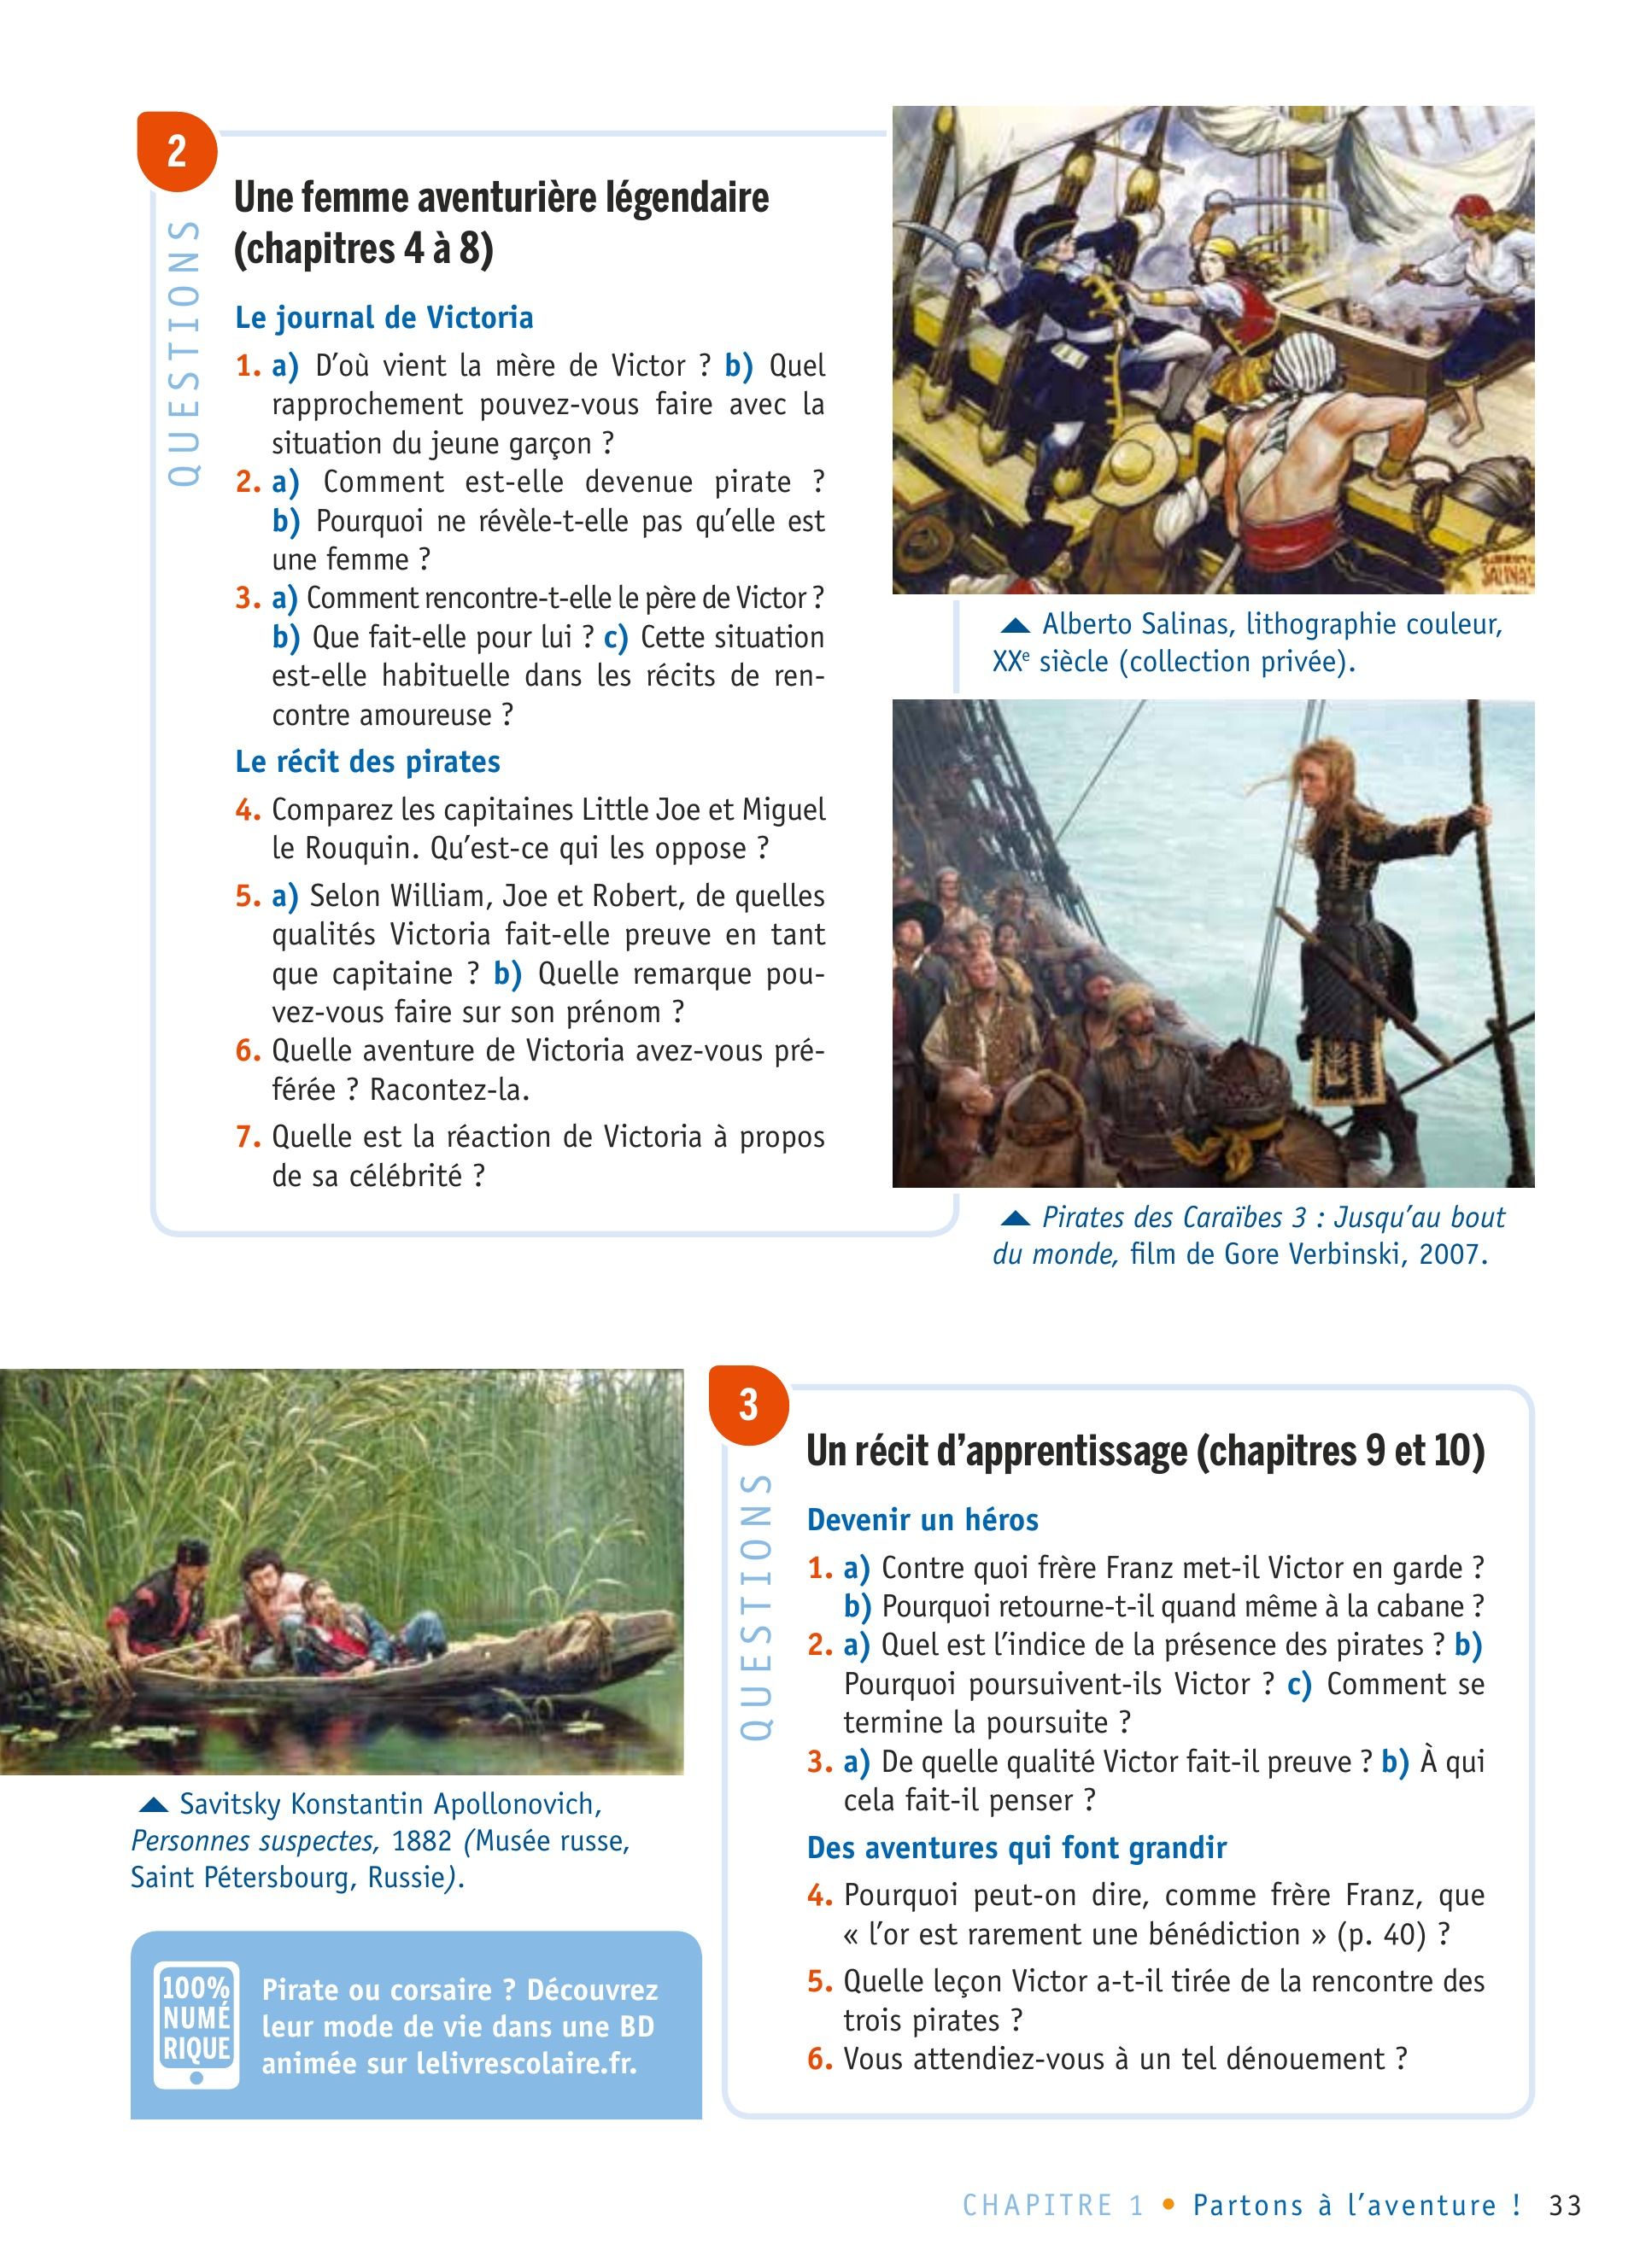 2
QUESTIONS
Une femme aventurière légendaire
(chapitres 4 à 8)
Le journal de Victoria
1. a) D’où vient la mère de Victor ? b) Quel
rapprochement pouvez-vous faire avec la
situation du jeune garçon ?
2. a) Comment est-elle devenue pirate ?
b) Pourquoi ne révèle-t-elle pas qu’elle est
une femme ?
3. a) Comment rencontre-t-elle le père de Victor ?
b) Que fait-elle pour lui ? c) Cette situation
est-elle habituelle dans les récits de ren-
contre amoureuse ?
Le récit des pirates
4. Comparez les capitaines Little Joe et Miguel
le Rouquin. Qu’est-ce qui les oppose ?
5. a) Selon William, Joe et Robert, de quelles
qualités Victoria fait-elle preuve en tant
que capitaine ? b) Quelle remarque pou-
vez-vous faire sur son prénom ?
6. Quelle aventure de Victoria avez-vous pré-
férée ? Racontez-la.
7. Quelle est la réaction de Victoria à propos
de sa célébrité ?
SALINAS
▲ Alberto Salinas, lithographie couleur,
XXe siècle (collection privée).
▲ Pirates des Caraïbes 3 : Jusqu’au bout
du monde, film de Gore Verbinski, 2007.
▲ Savitsky Konstantin Apollonovich,
Personnes suspectes, 1882 (Musée russe,
Saint Pétersbourg, Russie).
100%
NUMÉ
RIQUE
Pirate ou corsaire ? Découvrez
leur mode de vie dans une BD
animée sur lelivrescolaire.fr.
3
QUESTIONS
Un récit d’apprentissage (chapitres 9 et 10)
Devenir un héros
1. a) Contre quoi frère Franz met-il Victor en garde ?
b) Pourquoi retourne-t-il quand même à la cabane ?
2. a) Quel est l’indice de la présence des pirates ? b)
Pourquoi poursuivent-ils Victor ? c) Comment se
termine la poursuite ?
3. a) De quelle qualité Victor fait-il preuve ? b) À qui
cela fait-il penser ?
Des aventures qui font grandir
4. Pourquoi peut-on dire, comme frère Franz, que
« l’or est rarement une bénédiction » (p. 40) ?
5. Quelle leçon Victor a-t-il tirée de la rencontre des
trois pirates ?
6. Vous attendiez-vous à un tel dénouement ?
CHAPITRE 1 • Partons à l’aventure ! 33